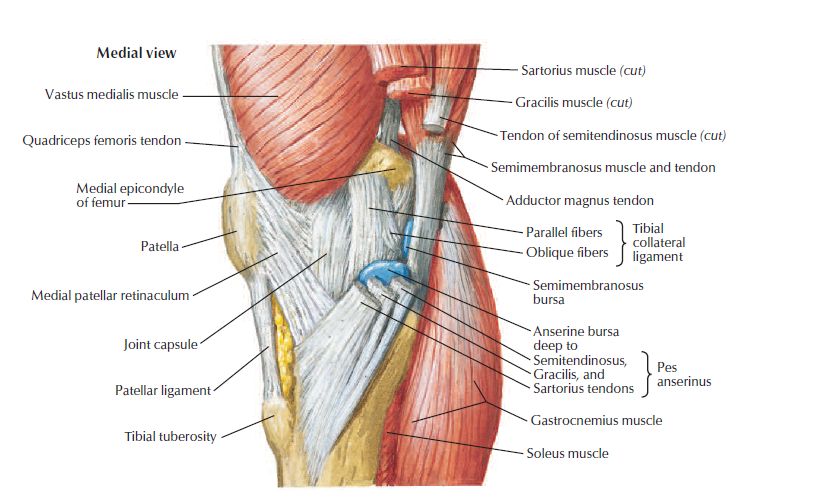 Medial view
Vastus medialis muscle
Quadriceps femoris tendon
Medial epicondyle
of femur
Patella
Medial patellar retinaculum
Joint capsule
Patellar ligament
Tibial tuberosity
Sartorius muscle (cut)
Gracilis muscle (cut)
Tendon of semitendinosus muscle (cut)
Semimembranosus muscle and tendon
Adductor magnus tendon
Parallel fibers
Oblique fibers
Tibial
collateral
ligament
Semimembranosus
bursa
Anserine bursa
deep to
Semitendinosus,
Gracilis, and
Sartorius tendons
Pes
anserinus
Gastrocnemius muscle
Soleus muscle